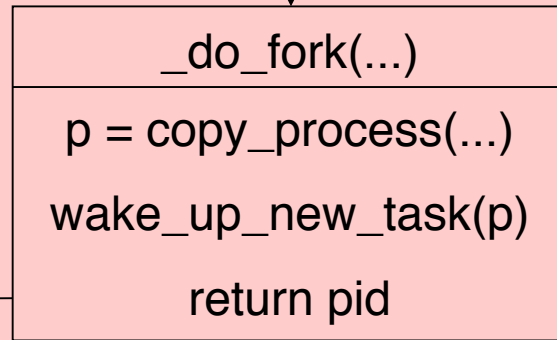 _do_fork(...)
p = copy_process(...)
wake_up_new_task(p)
return pid